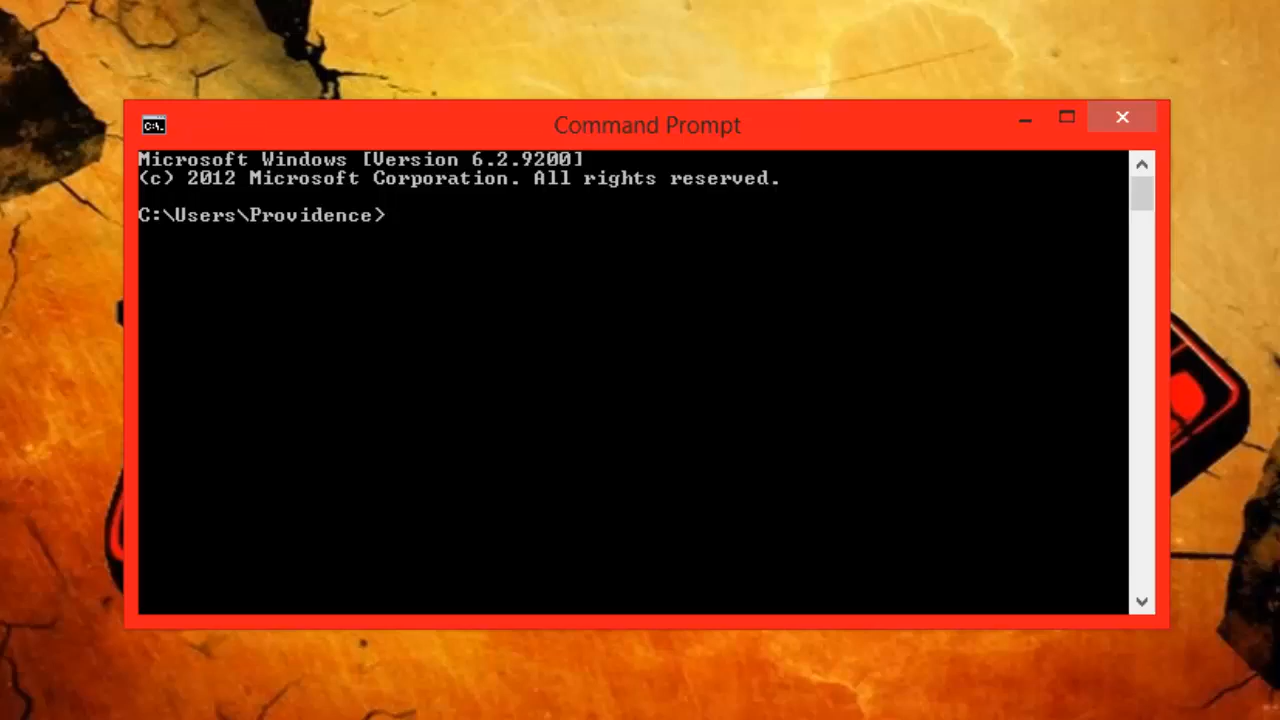 Command Prompt
Microsoft Windows [Version 6.2.9200]
(c) 2012 Microsoft Corporation. All rights reserved.
C:\Users\Providence>